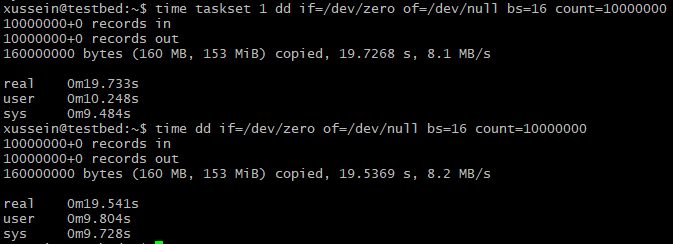 xussein@testbed:~$ time taskset 1 dd if=/dev/zero of=/dev/null bs=16 count=10000000
10000000+0 records in
10000000+0 records out
160000000 bytes (160 MB, 153 MiB) copied, 19.7268 s, 8.1 MB/s
real 0m19.733s
user 0m10.248s
sys 0m9.484s
xussein@testbed:~$ time dd if=/dev/zero of=/dev/null bs=16 count=10000000
10000000+0 records in
10000000+0 records out
160000000 bytes (160 MB, 153 MiB) copied, 19.5369 s, 8.2 MB/s
real 0m19.541s
user 0m9.804s
sys 0m9.728s